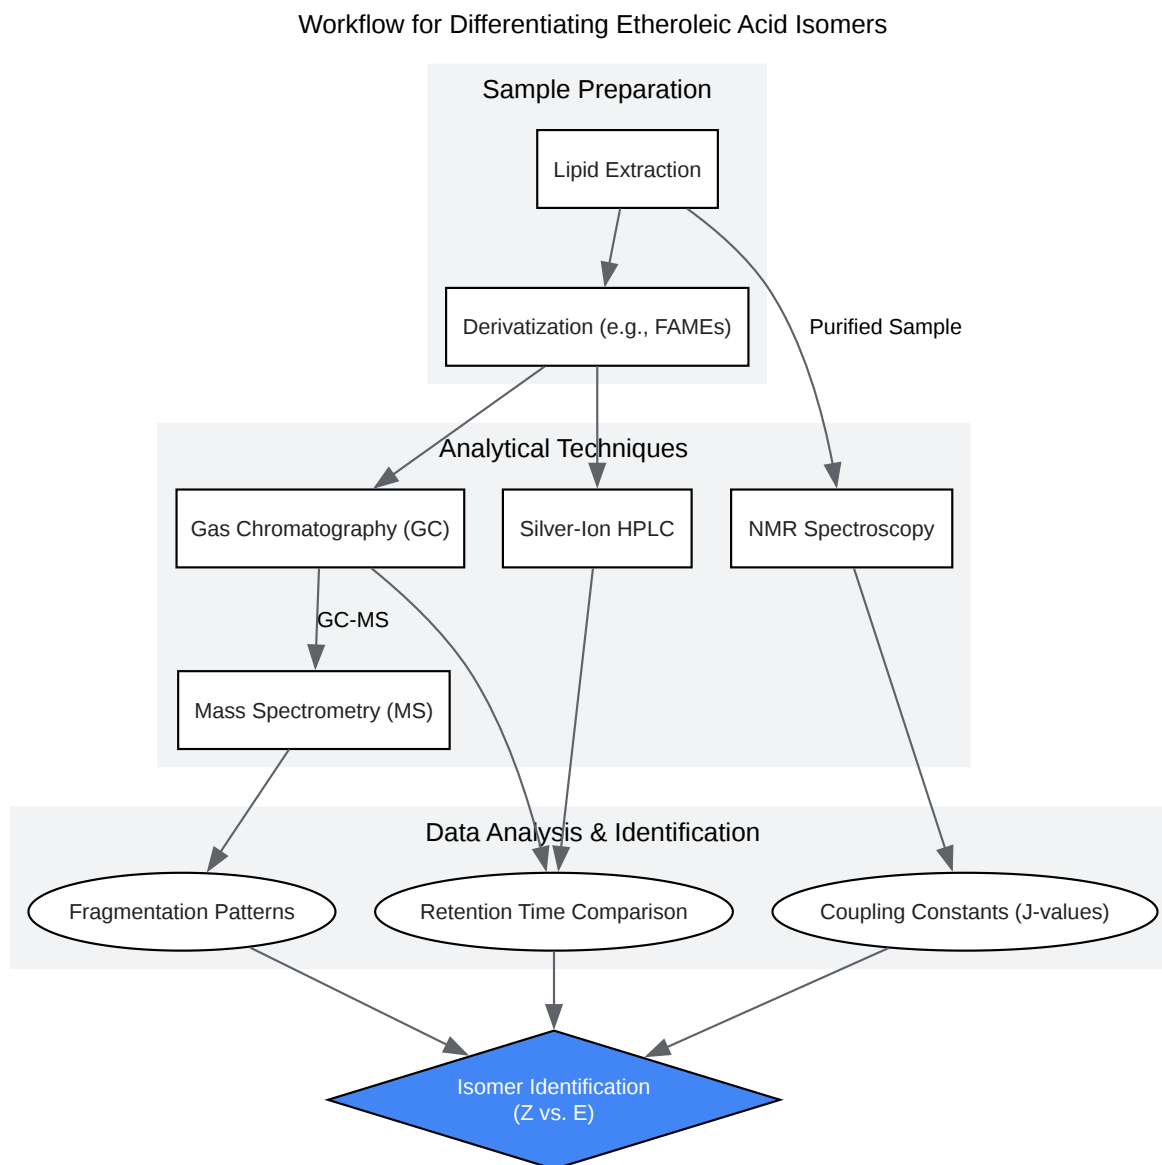 Workflow for Differentiating Etheroleic Acid Isomers
Sample Preparation
Lipid Extraction
Derivatization (e.g., FAMEs)
Purified Sample
Analytical Techniques
Gas Chromatography (GC)
Silver-Ion HPLC
NMR Spectroscopy
GC-MS
Mass Spectrometry (MS)
Data Analysis & Identification
Fragmentation Patterns
Retention Time Comparison
Coupling Constants (J-values)
Isomer Identification
(Z vs. E)